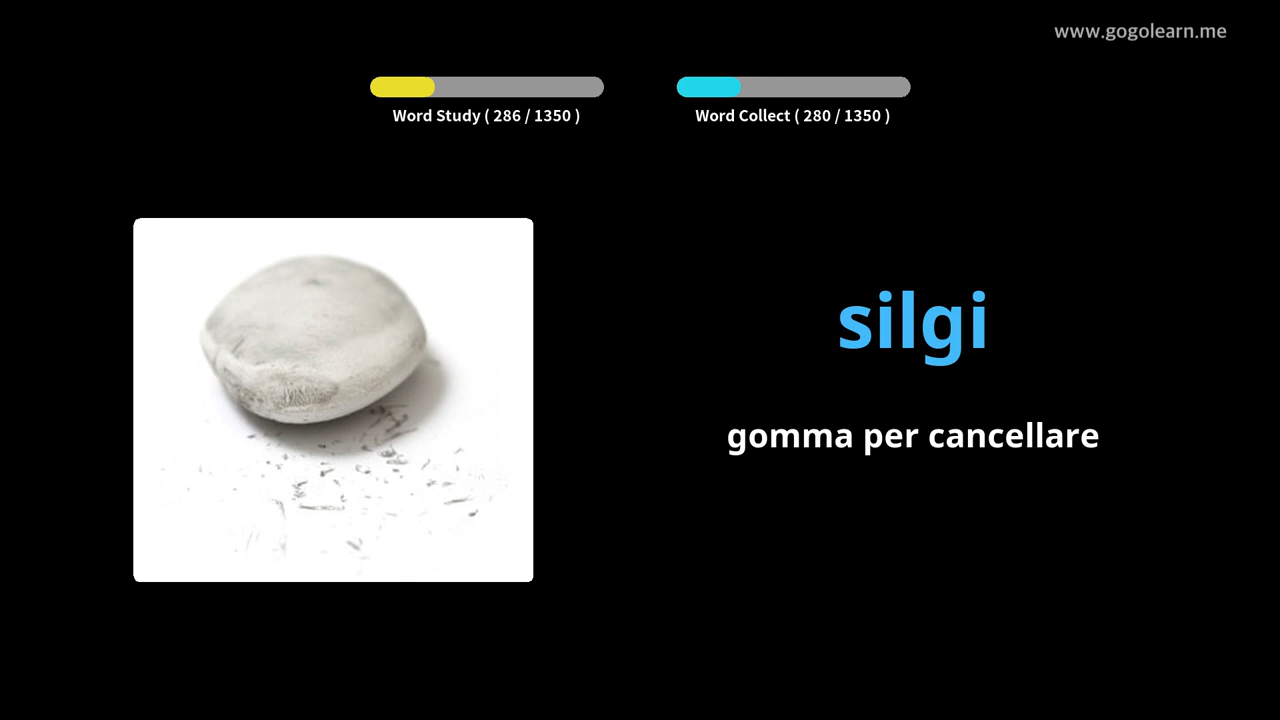 www.gogolearn.me
Word Study ( 286 / 1350 )
Word Collect ( 280 / 1350 )
silgi
gomma per cancellare